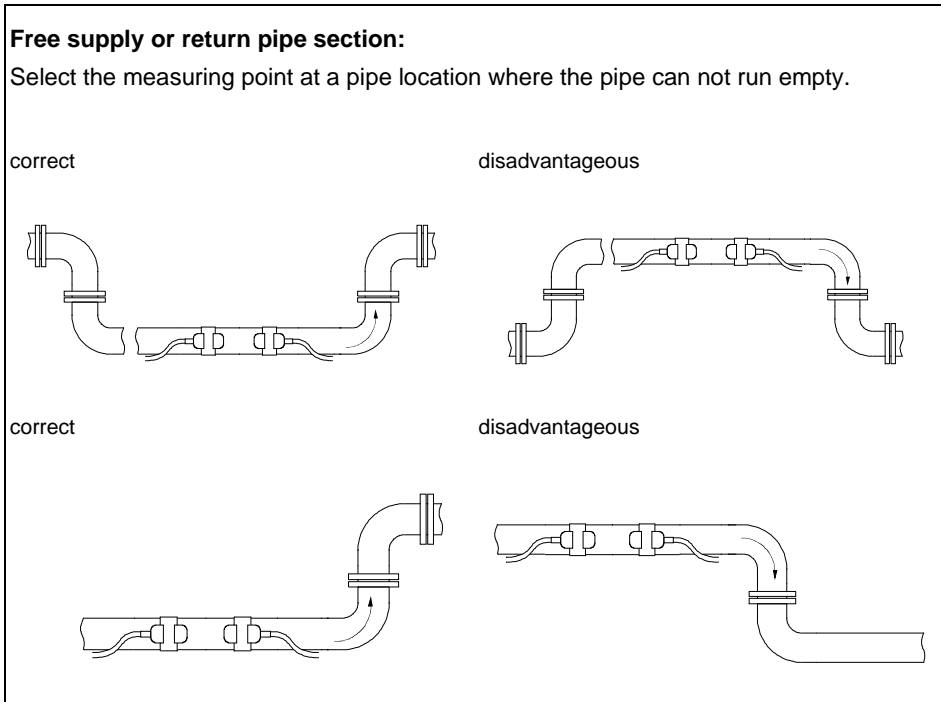 Free supply or return pipe section:
Select the measuring point at a pipe location where the pipe can not run empty.
correct
disadvantageous
correct
disadvantageous